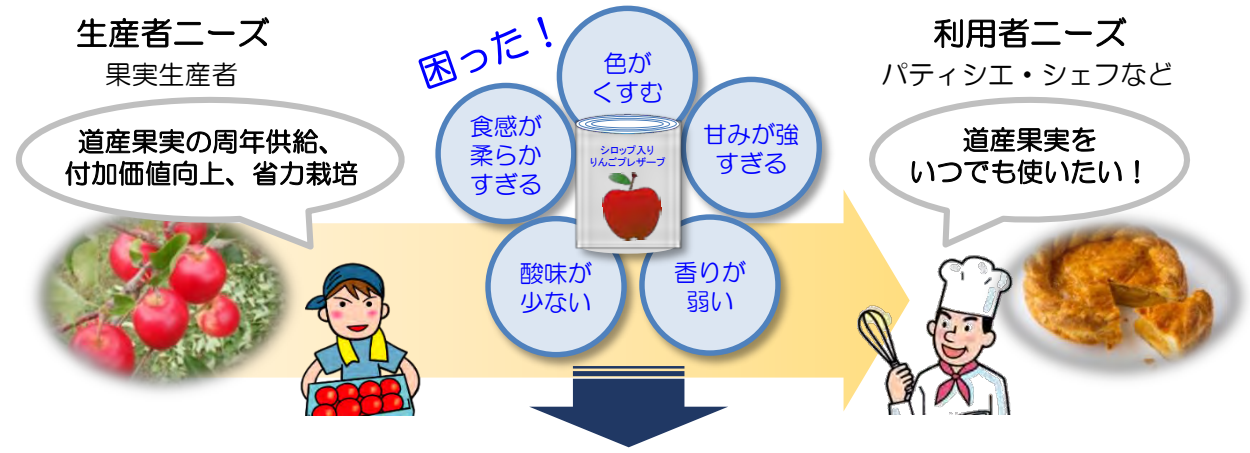 生産者ニーズ
果実生産者
道産果実の周年供給、
付加価値向上、省力栽培
困った！
色が
くすむ
食感が
柔らか
すぎる
甘みが強
すぎる
シロップ入り
りんごプレザーブ
酸味が
少ない
香りが
弱い
利用者ニーズ
パティシエ・シェフなど
道産果実を
いつでも使いたい！